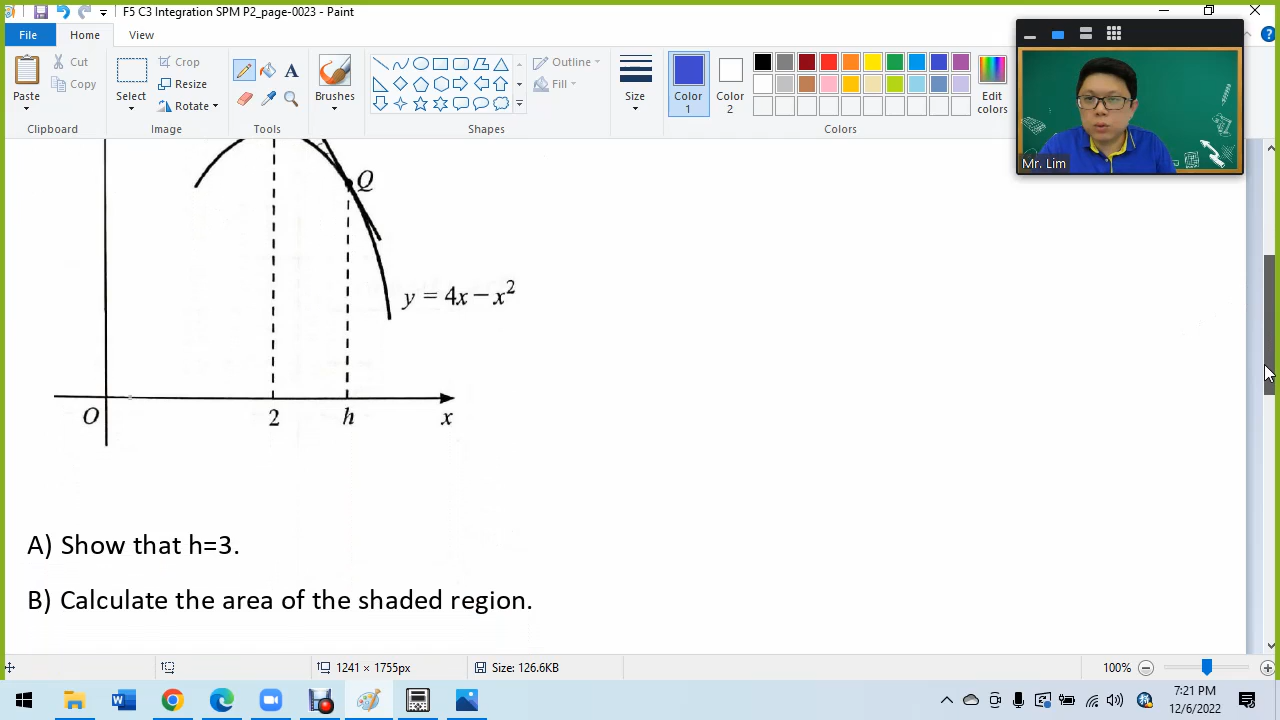 F5 C3 Integration SPM P2_page-0023 - Paint
File Home View
Paste Cut Copy Clipboard
Select Crop Resize Rotate Image
A Tools
Brushes
Outline Fill Shapes
Size
Color 1 Color 2 Edit colors Colors
Mr. Lim
Q
y = 4x − x²
O 2 h x
A) Show that h=3.
B) Calculate the area of the shaded region.
1241 × 1755px Size: 126.6KB 100%
7:21 PM
12/6/2022